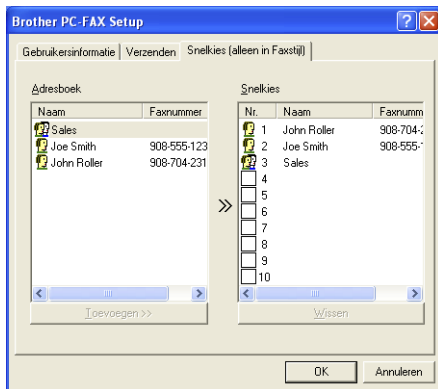 Brother PC-FAX Setup
Gebruikersinformatie Verzenden Snelkies (alleen in Faxstijl)
Adresboek
Naam Faxnummer
Sales
Joe Smith 908-555-123
John Roller 908-704-231
Toevoegen >>
Snelkies
Nr. Naam Faxnumm
1 John Roller 908-704-2
2 Joe Smith 908-555-
3 Sales
4
5
6
7
8
9
10
Wissen
OK Annuleren